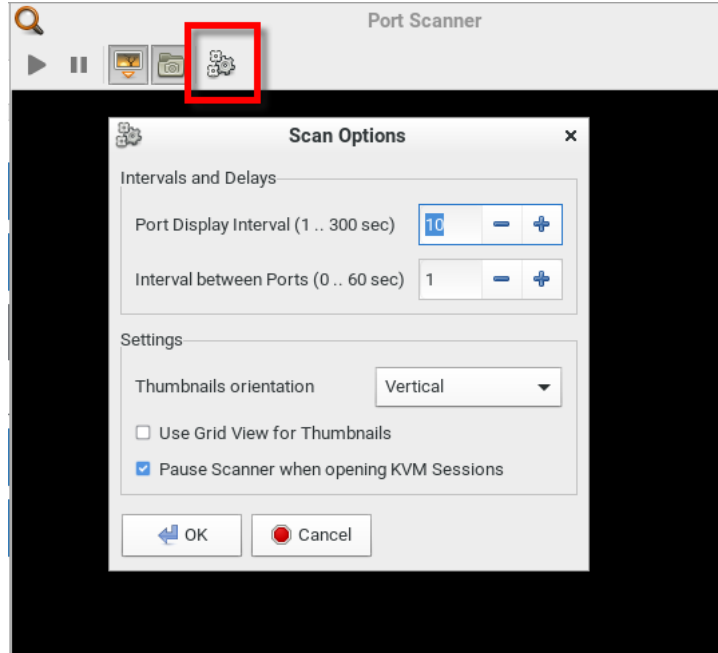 Port Scanner
Scan Options
Intervals and Delays
Port Display Interval (1 .. 300 sec) 10
Interval between Ports (0 .. 60 sec) 1
Settings
Thumbnails orientation Vertical
Use Grid View for Thumbnails
Pause Scanner when opening KVM Sessions
OK Cancel